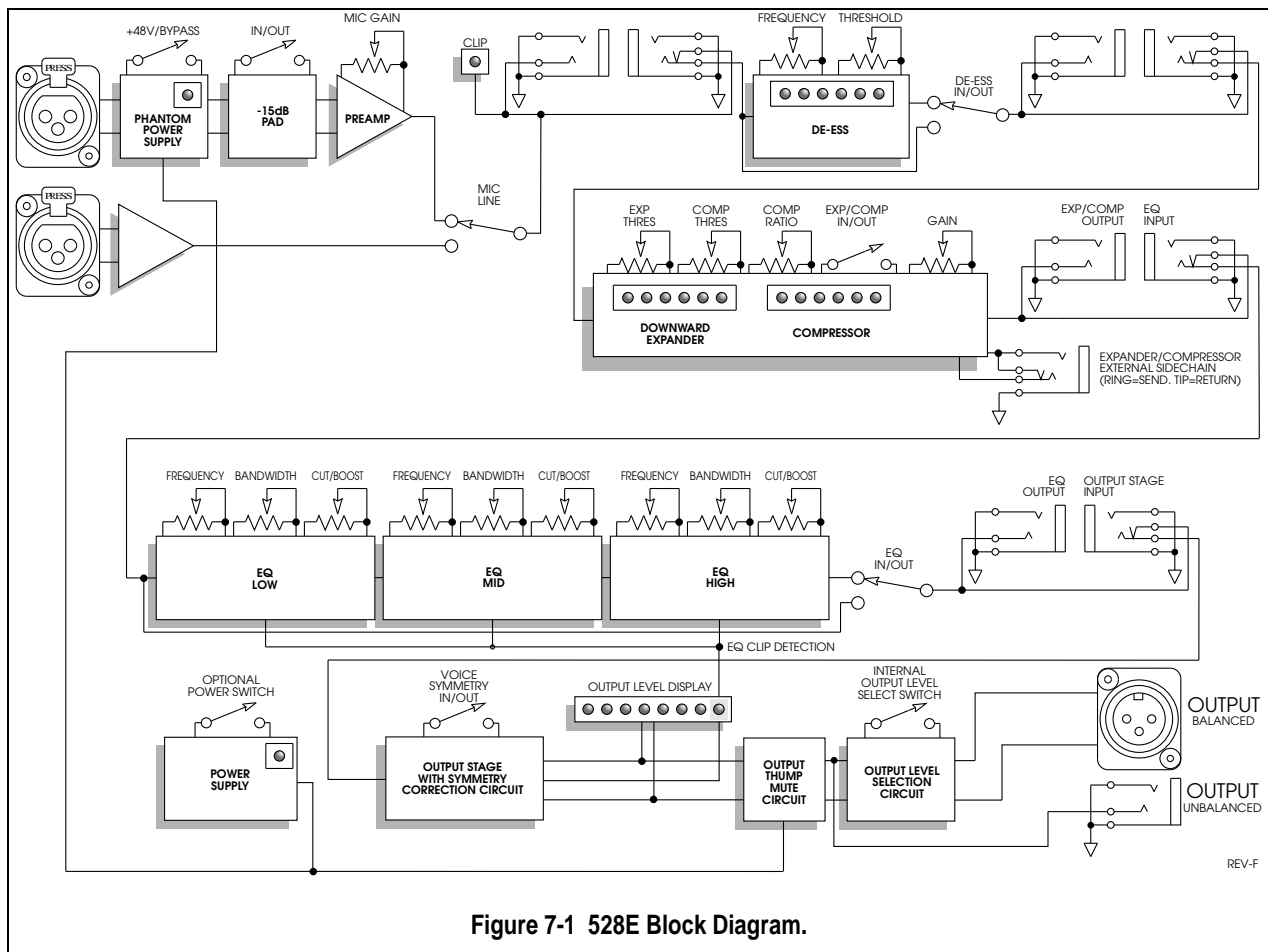 +48V/BYPASS
IN/OUT
MIC GAIN
CLIP
FREQUENCY
THRESHOLD
PRESS
PHANTOM
POWER
SUPPLY
-15dB
PAD
PREAMP
DE-ESS
DE-ESS
IN/OUT
PRESS
MIC
LINE
EXP
THRES
COMP
THRES
COMP
RATIO
EXP/COMP
IN/OUT
GAIN
EXP/COMP
OUTPUT
EQ
INPUT
DOWNWARD
EXPANDER
COMPRESSOR
EXPANDER/COMPRESSOR
EXTERNAL SIDECHAIN
(RING=SEND. TIP=RETURN)
FREQUENCY
BANDWIDTH
CUT/BOOST
FREQUENCY
BANDWIDTH
CUT/BOOST
FREQUENCY
BANDWIDTH
CUT/BOOST
EQ
OUTPUT
OUTPUT STAGE
INPUT
EQ
LOW
EQ
MID
EQ
HIGH
EQ
IN/OUT
EQ CLIP DETECTION
OPTIONAL
POWER SWITCH
VOICE
SYMMETRY
IN/OUT
OUTPUT LEVEL DISPLAY
INTERNAL
OUTPUT LEVEL
SELECT SWITCH
POWER
SUPPLY
OUTPUT STAGE
WITH SYMMETRY
CORRECTION CIRCUIT
OUTPUT
THUMP
MUTE
CIRCUIT
OUTPUT LEVEL
SELECTION
CIRCUIT
OUTPUT
BALANCED
OUTPUT
UNBALANCED
REV-F
Figure 7-1 528E Block Diagram.